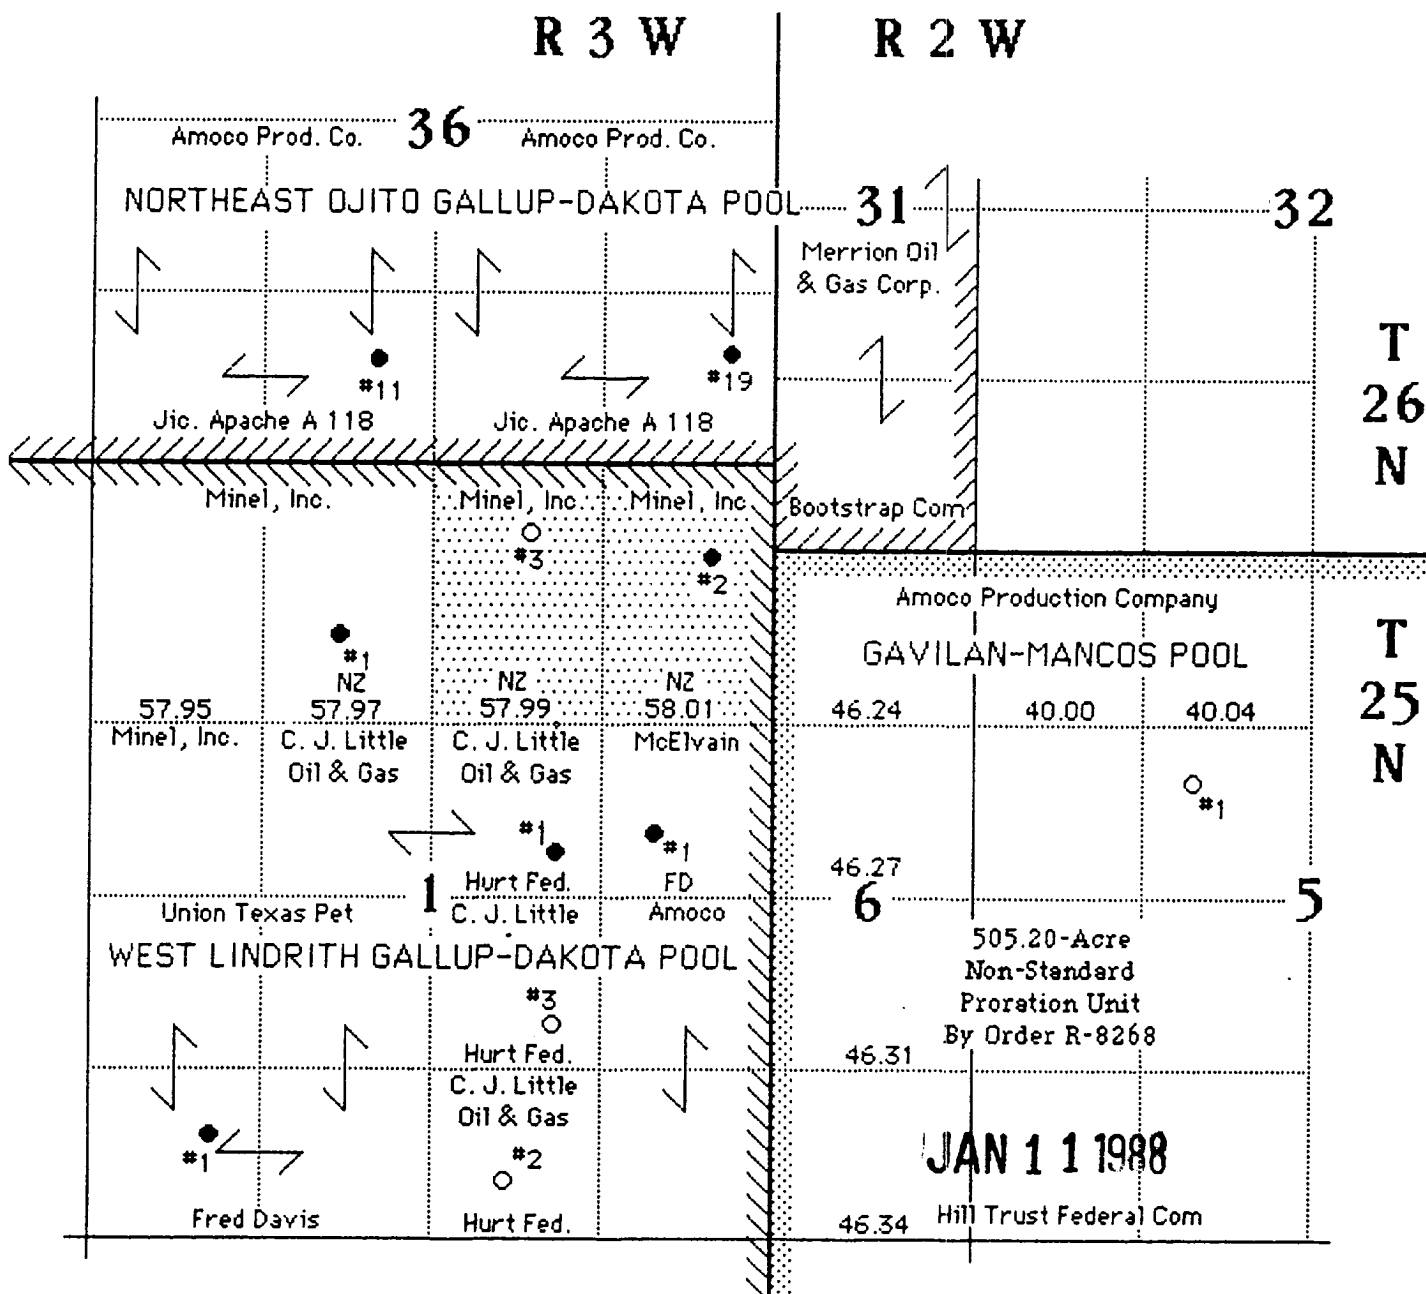 R 3 W R 2 W
36
Amoco Prod. Co. Amoco Prod. Co.
NORTHEAST OJITO GALLUP-DAKOTA POOL 31 32
Merrion Oil
& Gas Corp.
T
26
N
#11 #19
Jic. Apache A 118 Jic. Apache A 118
Minel, Inc. Minel, Inc. Minel, Inc Bootstrap Com
#3 #2
Amoco Production Company
T
25
N
#1 GAVILAN-MANCOS POOL
NZ NZ NZ
57.95 57.97 57.99 58.01 46.24 40.00 40.04
Minel, Inc. C. J. Little C. J. Little McElvain
Oil & Gas Oil & Gas
#1
#1 #1
46.27
Hurt Fed. FD
1 6 5
Union Texas Pet C. J. Little Amoco
505.20-Acre
WEST LINDRITH GALLUP-DAKOTA POOL
Non-Standard
#3 Proration Unit
By Order R-8268
Hurt Fed. 46.31
C. J. Little
Oil & Gas
#1 #2 JAN 11 1988
Fred Davis Hurt Fed. 46.34 Hill Trust Federal Com